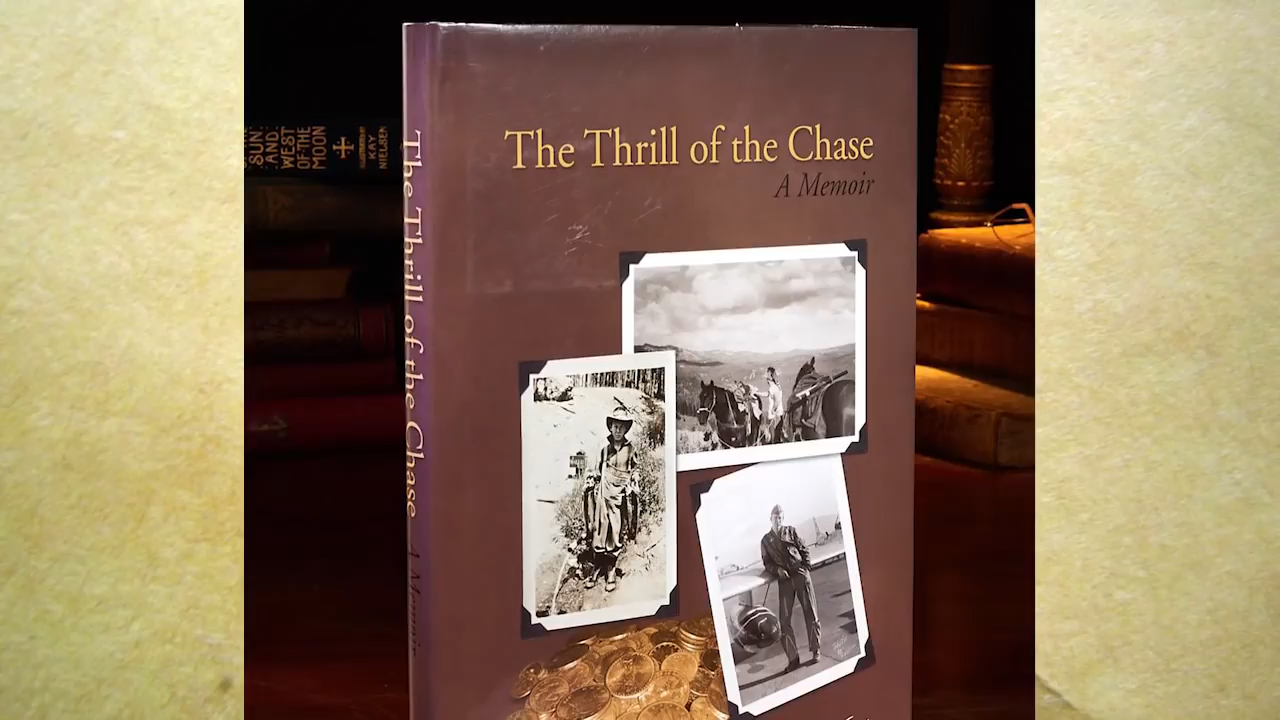 The Thrill of the Chase
A Memoir
The Thrill of the Chase A Memoir
SUN:
AND:
WEST
OF·THE
MOON
KAY
NIELSEN